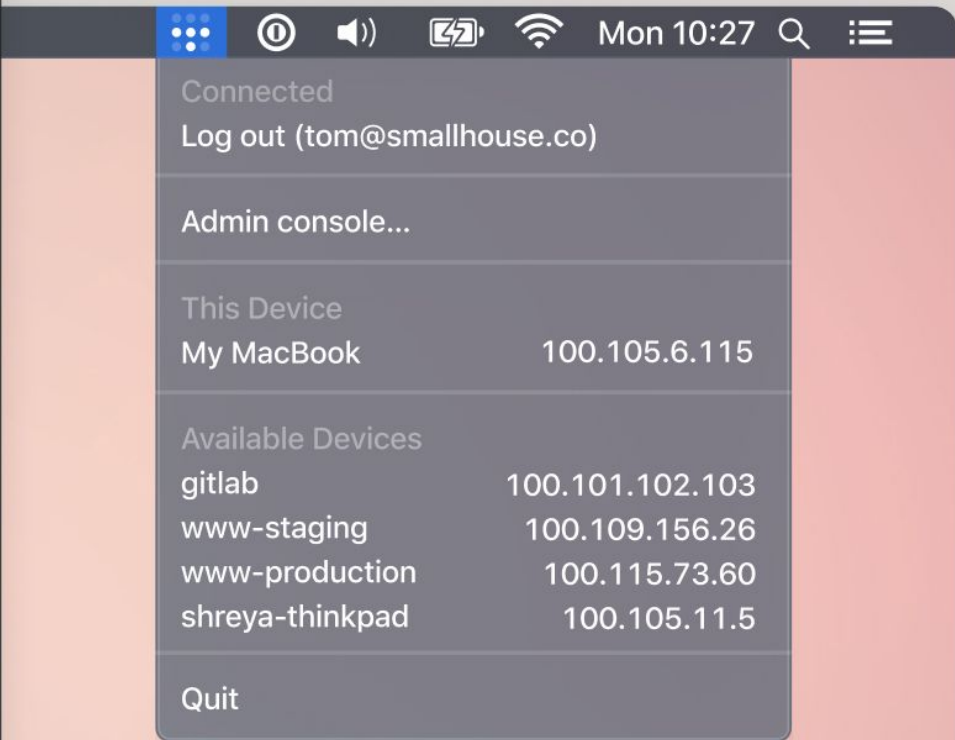 Mon 10:27
Connected
Log out (tom@smallhouse.co)
Admin console...
This Device
My MacBook 100.105.6.115
Available Devices
gitlab 100.101.102.103
www-staging 100.109.156.26
www-production 100.115.73.60
shreya-thinkpad 100.105.11.5
Quit